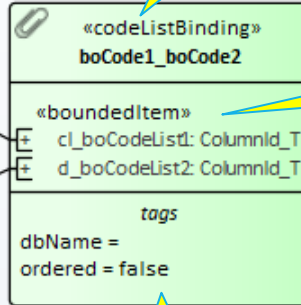 «codeListBinding»
boCode1_boCode2
«boundedItem»
+ cl_boCodeList1: ColumnId_T
+ d_boCodeList2: ColumnId_T
tags
dbName =
ordered = false